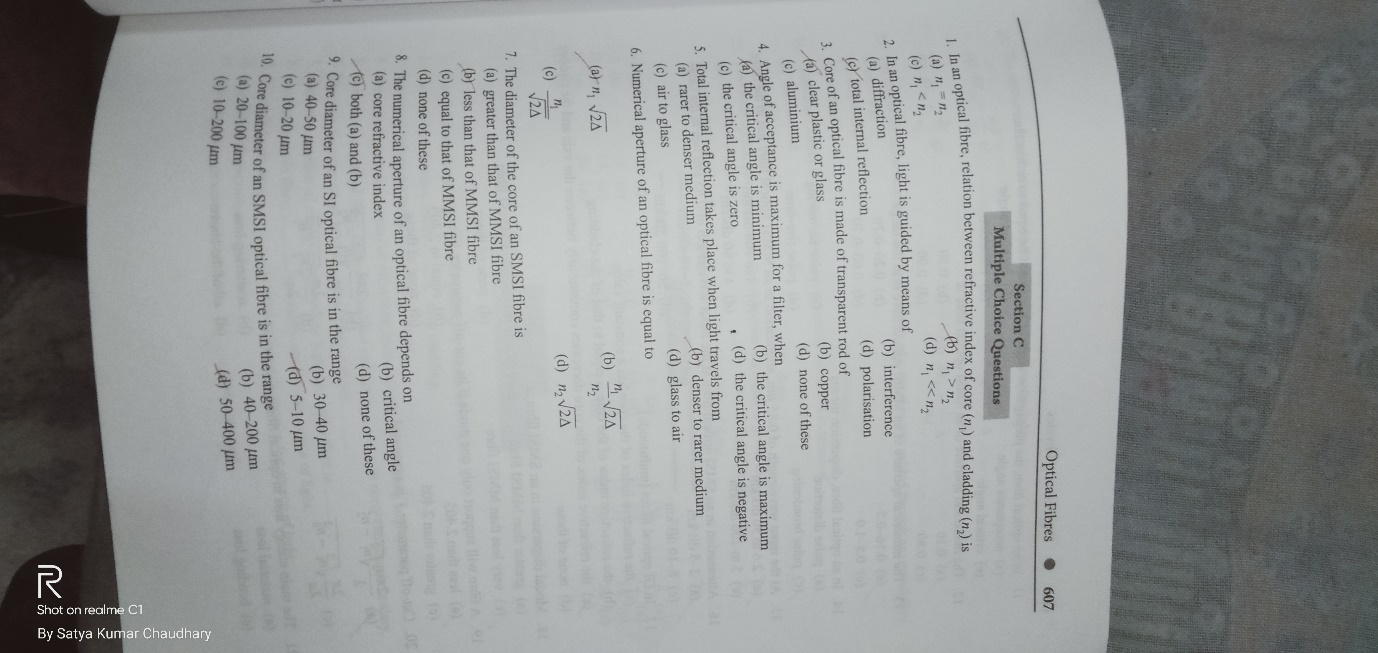 Optical Fibres ● 607
Section C
Multiple Choice Questions
1. In an optical fibre, relation between refractive index of core (n₁) and cladding (n₂) is
(a) n₁ = n₂ (b) n₁ > n₂
(c) n₁ < n₂ (d) n₁ << n₂
2. In an optical fibre, light is guided by means of
(a) diffraction (b) interference
(c) total internal reflection (d) polarisation
3. Core of an optical fibre is made of transparent rod of
(a) clear plastic or glass (b) copper
(c) aluminium (d) none of these
4. Angle of acceptance is maximum for a filter, when
(a) the critical angle is minimum (b) the critical angle is maximum
(c) the critical angle is zero (d) the critical angle is negative
5. Total internal reflection takes place when light travels from
(a) rarer to denser medium (b) denser to rarer medium
(c) air to glass (d) glass to air
6. Numerical aperture of an optical fibre is equal to
(a) n₁ √2Δ (b) n₁/n₂ √2Δ
(c) n₁/√2Δ (d) n₂ √2Δ
7. The diameter of the core of an SMSI fibre is
(a) greater than that of MMSI fibre
(b) less than that of MMSI fibre
(c) equal to that of MMSI fibre
(d) none of these
8. The numerical aperture of an optical fibre depends on
(a) core refractive index (b) critical angle
(c) both (a) and (b) (d) none of these
9. Core diameter of an SI optical fibre is in the range
(a) 40–50 μm (b) 30–40 μm
(c) 10–20 μm (d) 5–10 μm
10. Core diameter of an SMSI optical fibre is in the range
(a) 20–100 μm (b) 40–200 μm
(c) 10–200 μm (d) 50–400 μm
R
Shot on realme C1
By Satya Kumar Chaudhary